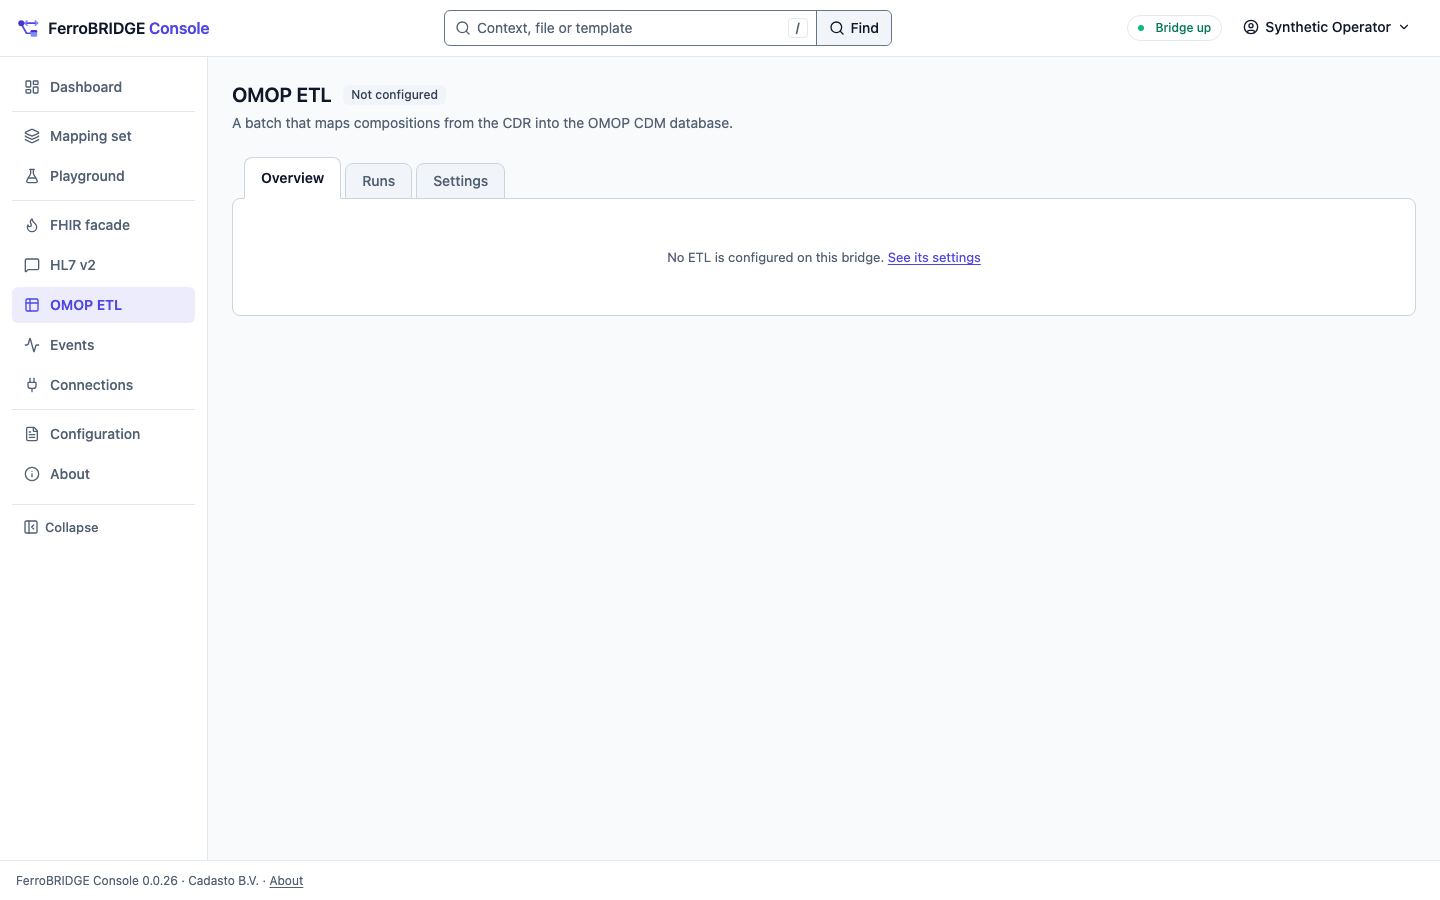 FerroBRIDGE Console
Context, file or template
/
Find
Bridge up
Synthetic Operator
Dashboard
Mapping set
Playground
FHIR facade
HL7 v2
OMOP ETL
Events
Connections
Configuration
About
Collapse
OMOP ETL
Not configured
A batch that maps compositions from the CDR into the OMOP CDM database.
Overview
Runs
Settings
No ETL is configured on this bridge. See its settings
FerroBRIDGE Console 0.0.26 · Cadasto B.V. · About